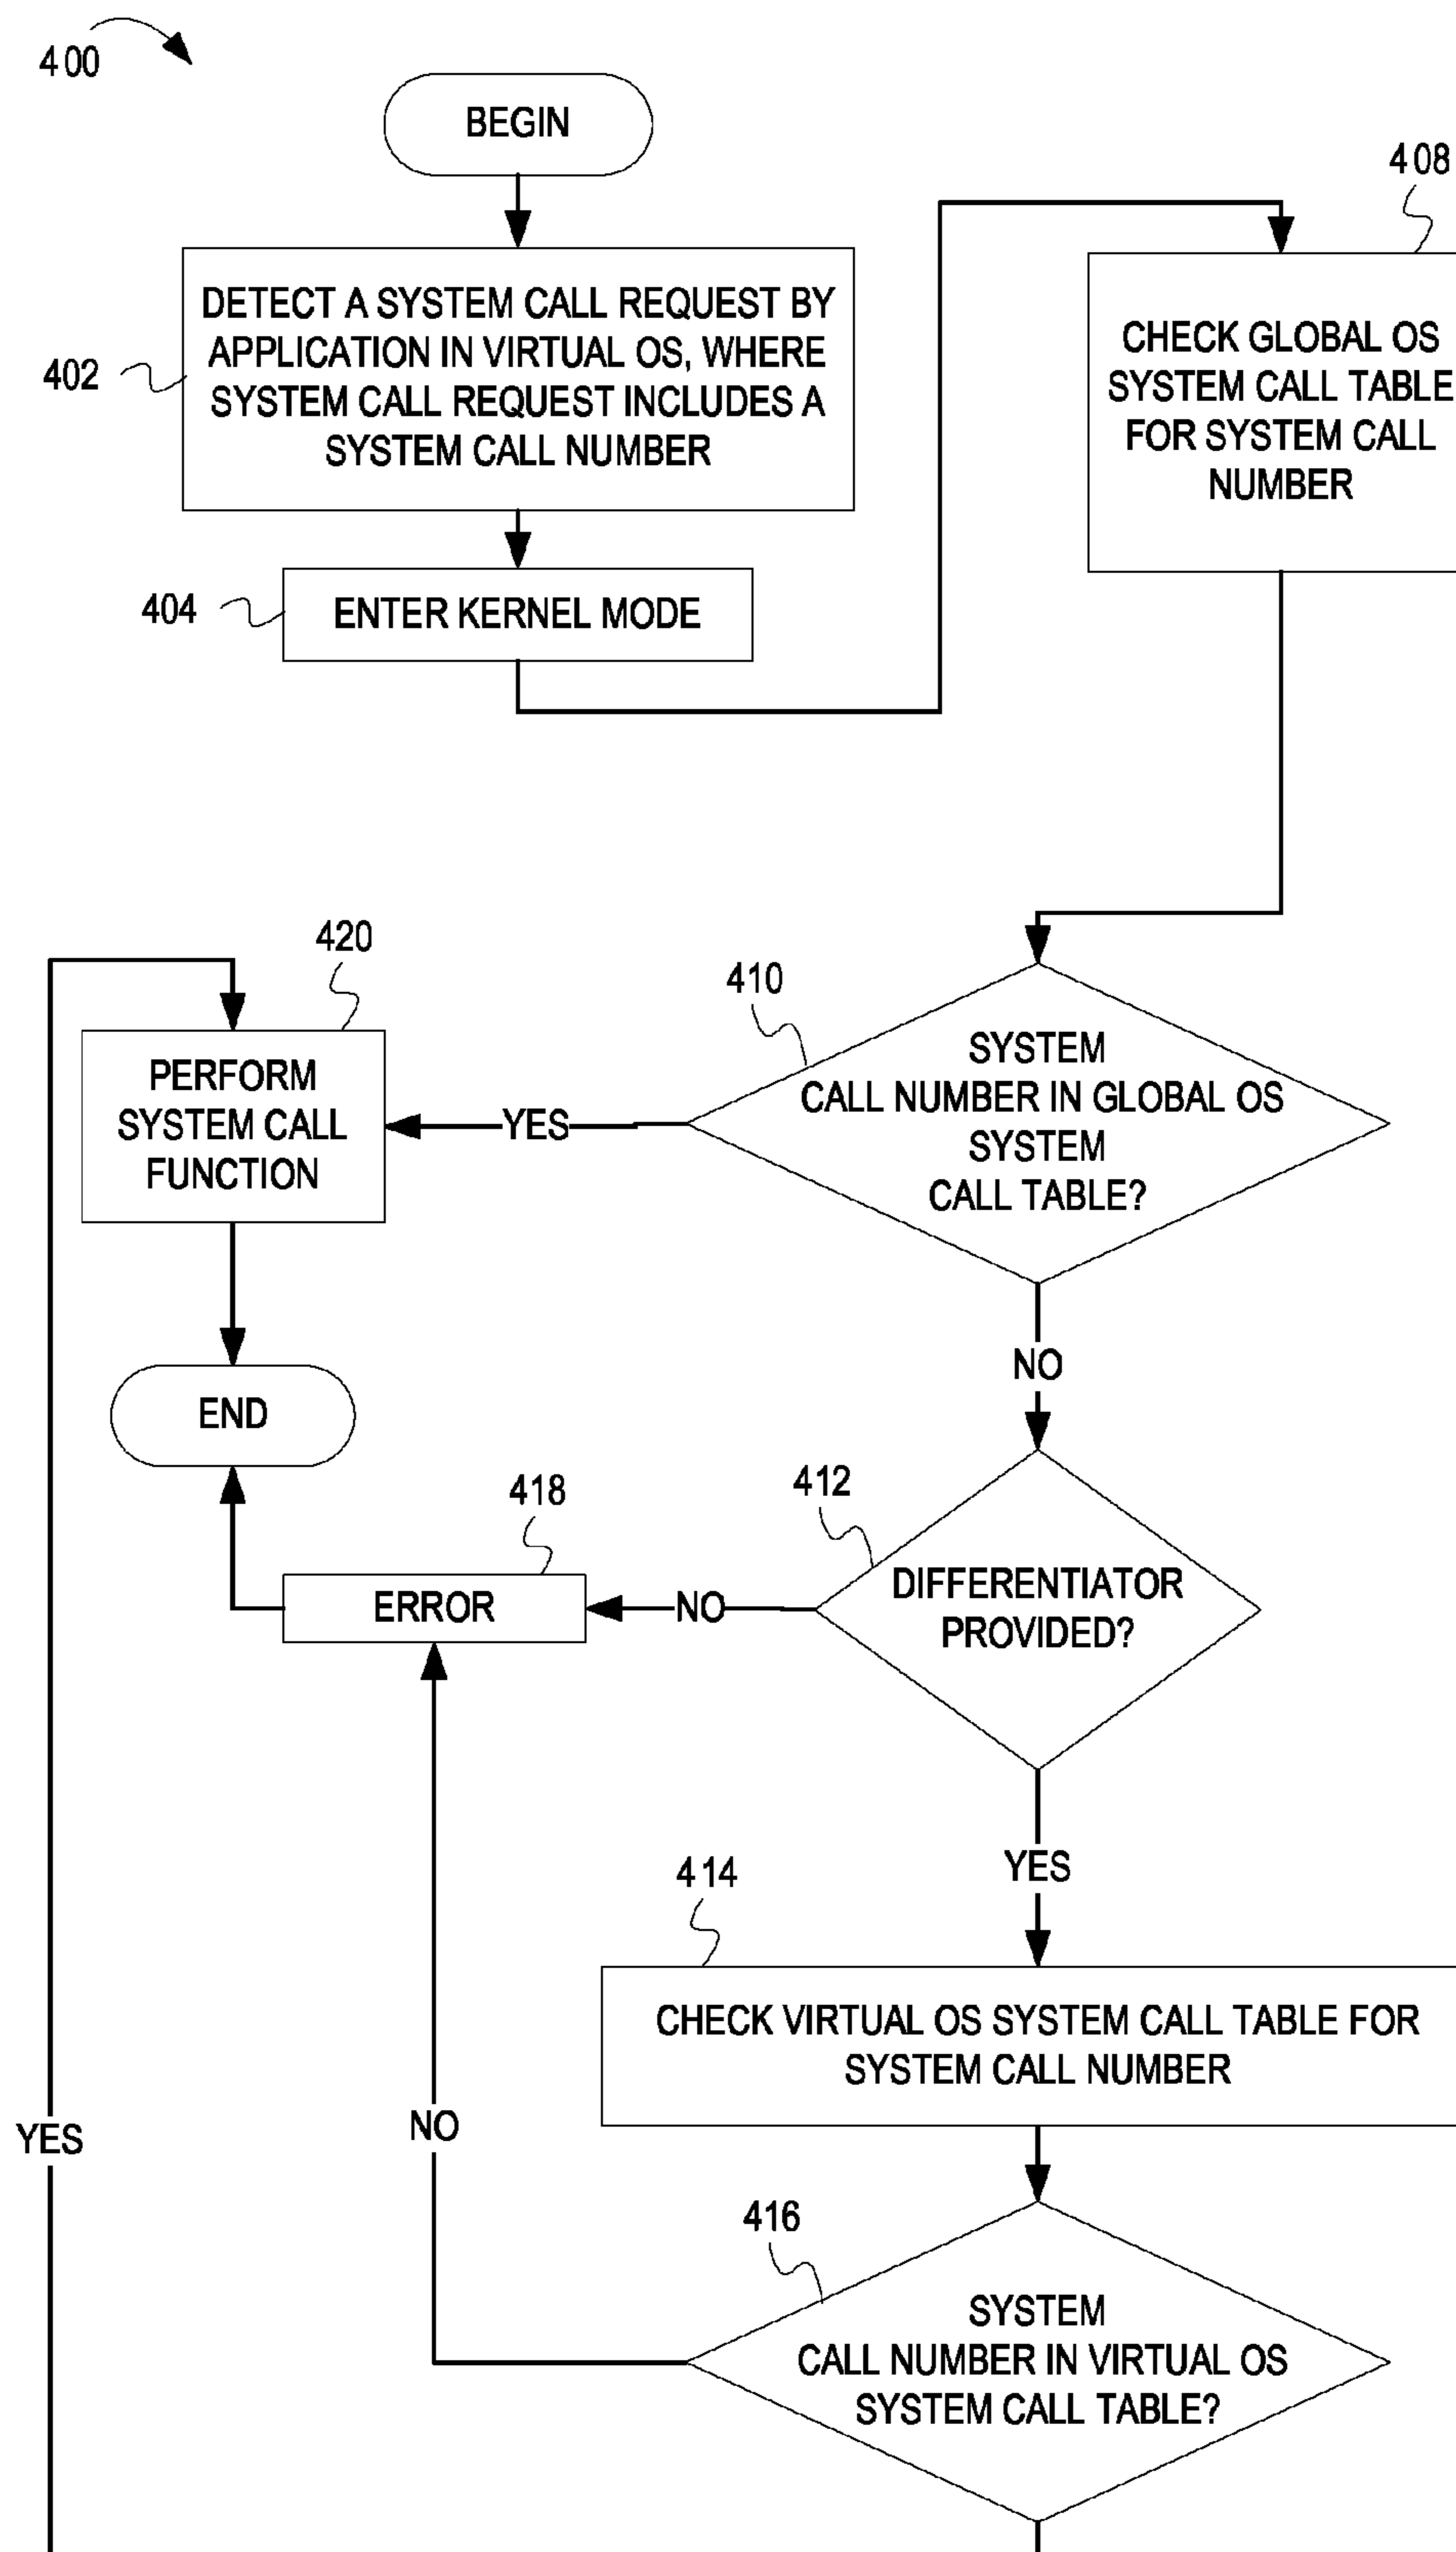 400
BEGIN
402
DETECT A SYSTEM CALL REQUEST BY
APPLICATION IN VIRTUAL OS, WHERE
SYSTEM CALL REQUEST INCLUDES A
SYSTEM CALL NUMBER
404
ENTER KERNEL MODE
408
CHECK GLOBAL OS
SYSTEM CALL TABLE
FOR SYSTEM CALL
NUMBER
410
SYSTEM
CALL NUMBER IN GLOBAL OS
SYSTEM
CALL TABLE?
YES
420
PERFORM
SYSTEM CALL
FUNCTION
END
NO
412
DIFFERENTIATOR
PROVIDED?
NO
418
ERROR
YES
414
CHECK VIRTUAL OS SYSTEM CALL TABLE FOR
SYSTEM CALL NUMBER
416
SYSTEM
CALL NUMBER IN VIRTUAL OS
SYSTEM CALL TABLE?
NO
YES